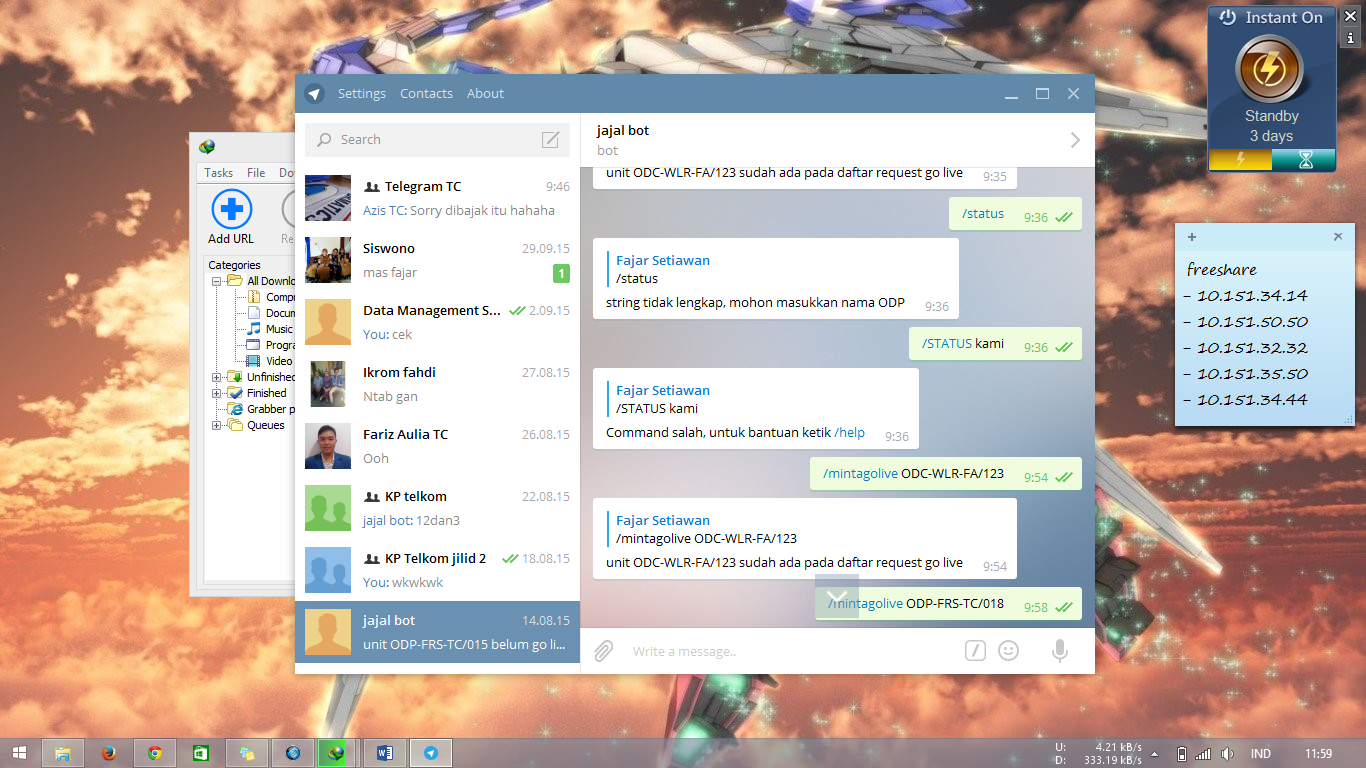 Instant On
Standby
3 days
Settings Contacts About
Search
Telegram TC 9:46
Azis TC: Sorry dibajak itu hahaha
Siswono 29.09.15
mas fajar 1
Data Management S... 2.09.15
You: cek
Ikrom fahdi 27.08.15
Ntab gan
Fariz Aulia TC 26.08.15
Ooh
KP telkom 22.08.15
jajal bot: 12dan3
KP Telkom jilid 2 18.08.15
You: wkwkwk
jajal bot 14.08.15
unit ODP-FRS-TC/015 belum go li...
jajal bot
bot
unit ODC-WLR-FA/123 sudah ada pada daftar request go live 9:35
/status 9:36
Fajar Setiawan
/status
string tidak lengkap, mohon masukkan nama ODP 9:36
/STATUS kami 9:36
Fajar Setiawan
/STATUS kami
Command salah, untuk bantuan ketik /help 9:36
/mintagolive ODC-WLR-FA/123 9:54
Fajar Setiawan
/mintagolive ODC-WLR-FA/123
unit ODC-WLR-FA/123 sudah ada pada daftar request go live 9:54
/mintagolive ODP-FRS-TC/018 9:58
Write a message..
Tasks File
Add URL
Categories
All Downlo
Compr
Docum
Music
Progra
Video
Unfinished
Finished
Grabber p
Queues
freeshare
- 10.151.34.14
- 10.151.50.50
- 10.151.32.32
- 10.151.35.50
- 10.151.34.44
U: 4.21 kB/s
D: 333.19 kB/s
IND 11:59